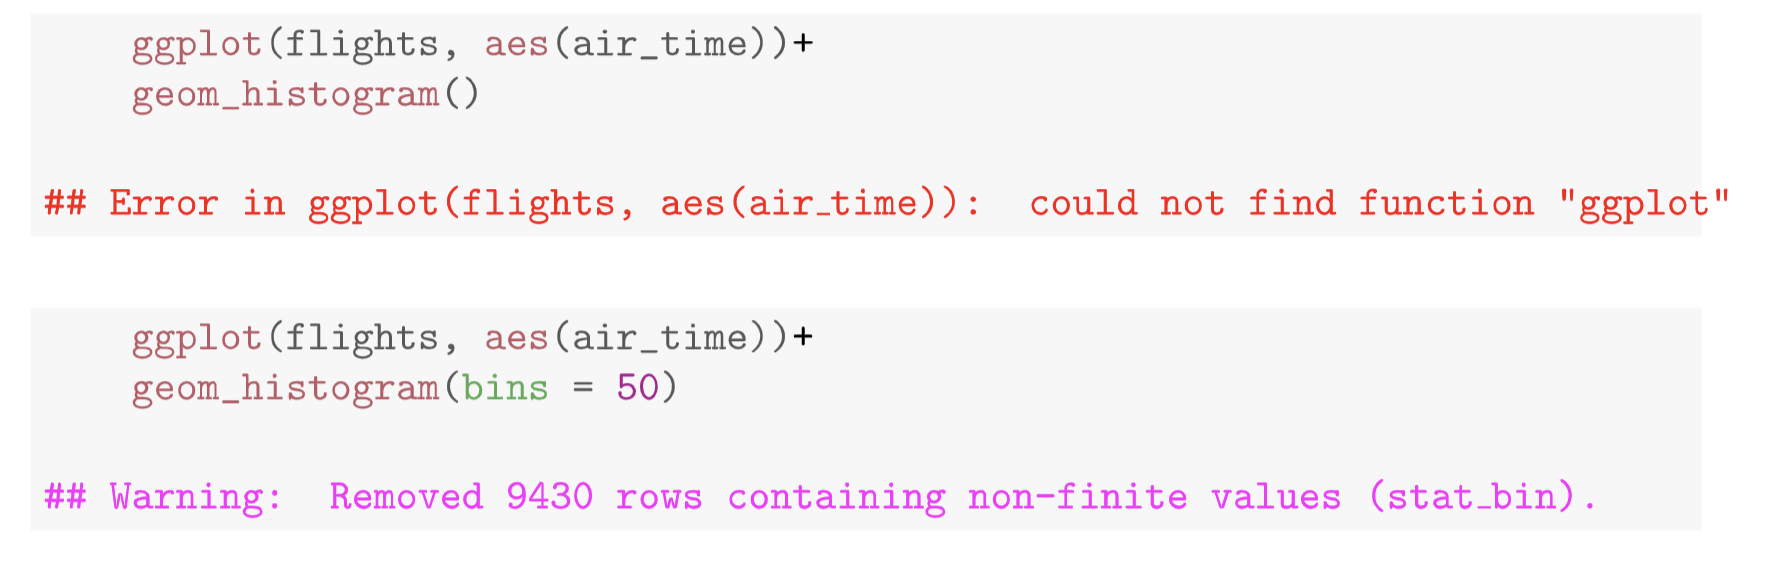 ggplot(flights, aes(air_time))+
geom_histogram()
## Error in ggplot(flights, aes(air_time)): could not find function "ggplot"
ggplot(flights, aes(air_time))+
geom_histogram(bins = 50)
## Warning: Removed 9430 rows containing non-finite values (stat_bin).